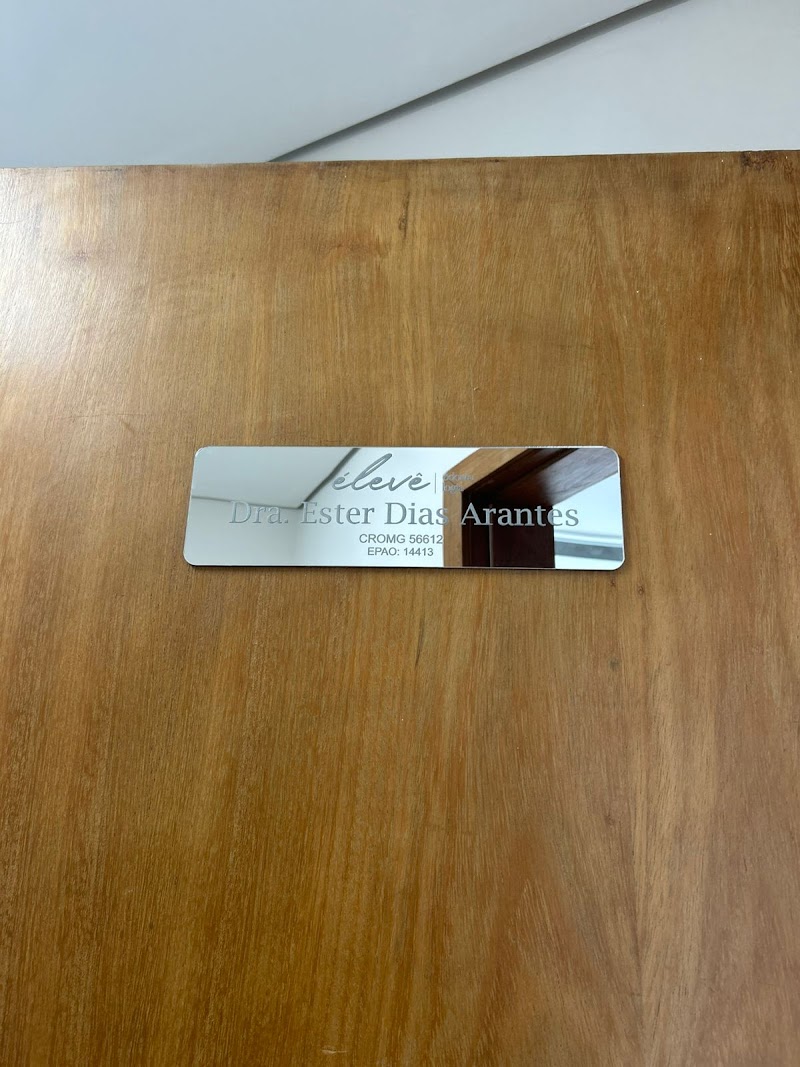 élevê
Dra. Ester Dias Arantes
CROMG 56612
EPAO: 14413